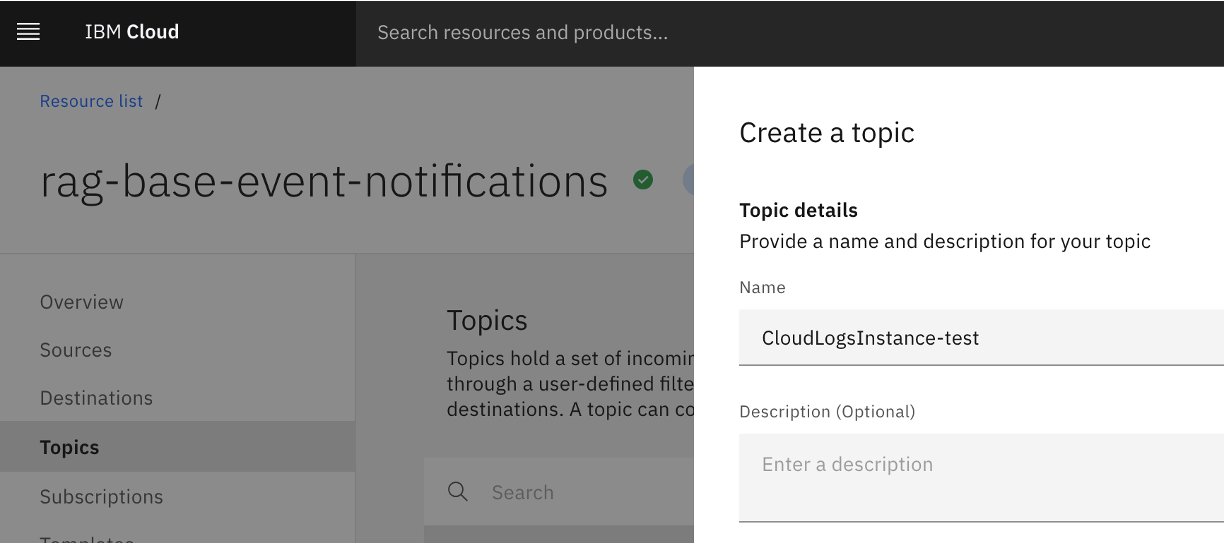 IBM Cloud
Search resources and products...
Resource list /
rag-base-event-notifications
Overview
Sources
Destinations
Topics
Subscriptions
Templates
Topics
Topics hold a set of incomin
through a user-defined filte
destinations. A topic can co
Search
Create a topic
Topic details
Provide a name and description for your topic
Name
CloudLogsInstance-test
Description (Optional)
Enter a description